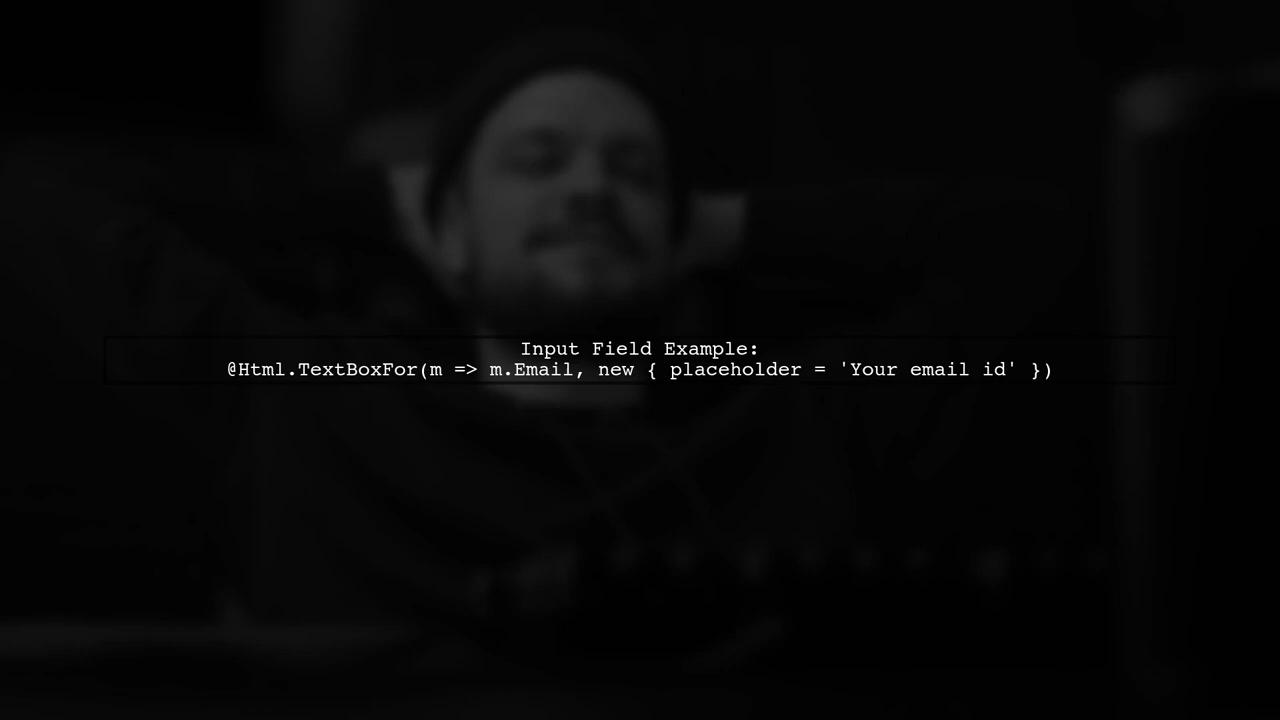 Input Field Example:
@Html.TextBoxFor(m => m.Email, new { placeholder = 'Your email id' })